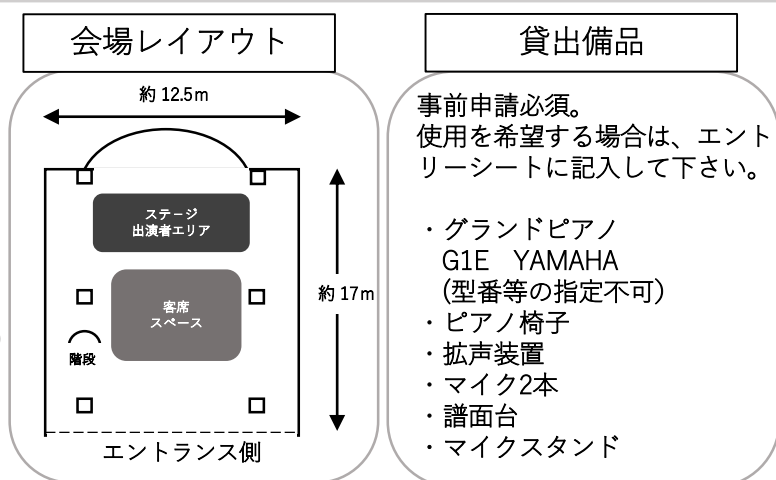 会場レイアウト
約 12.5m
ステージ
出演者エリア
客席
スペース
約 17m
階段
エントランス側
貸出備品
事前申請必須。
使用を希望する場合は、エント
リーシートに記入して下さい。
・グランドピアノ
G1E YAMAHA
(型番等の指定不可)
・ピアノ椅子
・拡声装置
・マイク2本
・譜面台
・マイクスタンド